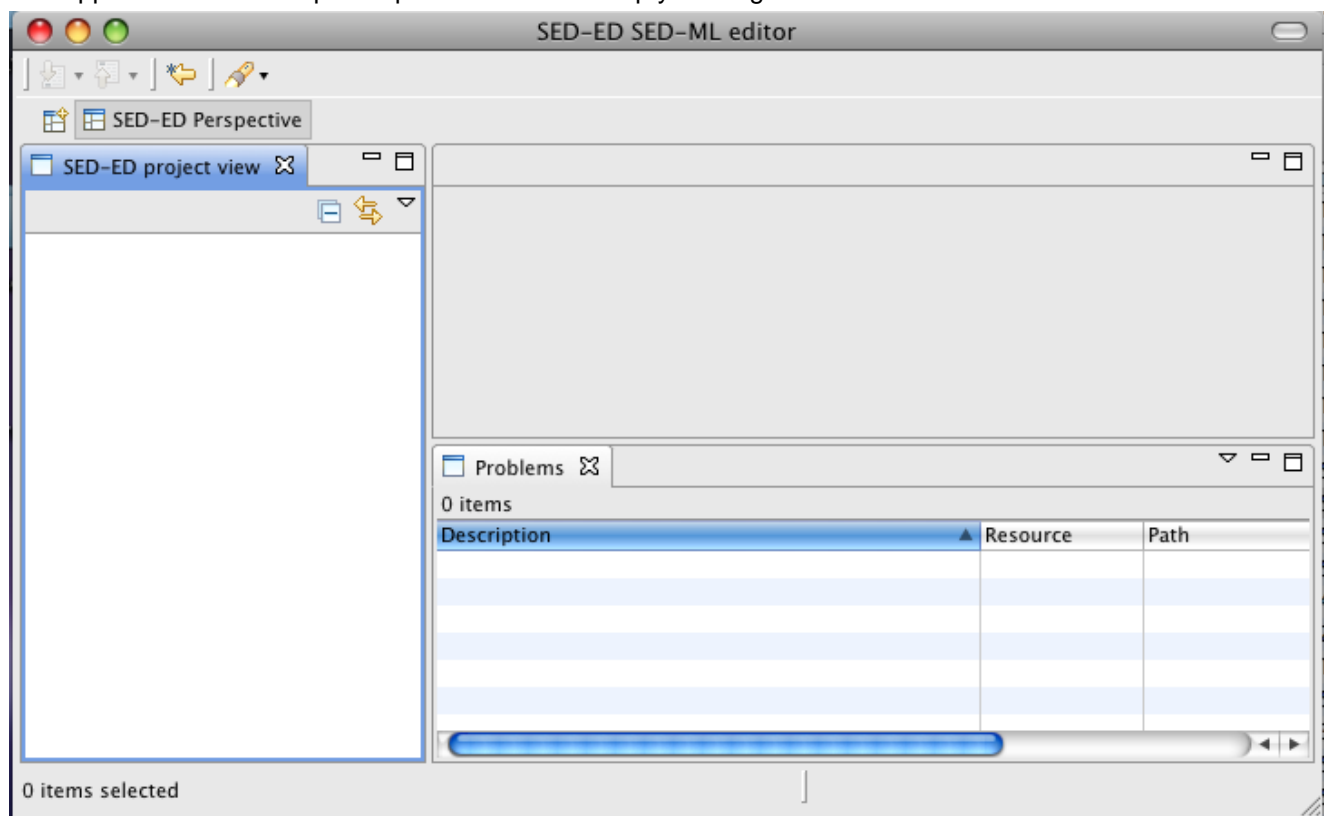 SED-ED SED-ML editor
SED-ED Perspective
SED-ED project view
Problems
0 items
Description Resource Path
0 items selected